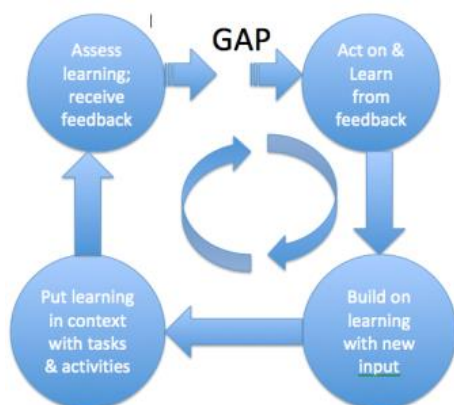 Assess
learning;
receive
feedback
GAP
Act on &
Learn
from
feedback
Put learning
in context
with tasks
& activities
Build on
learning
with new
input